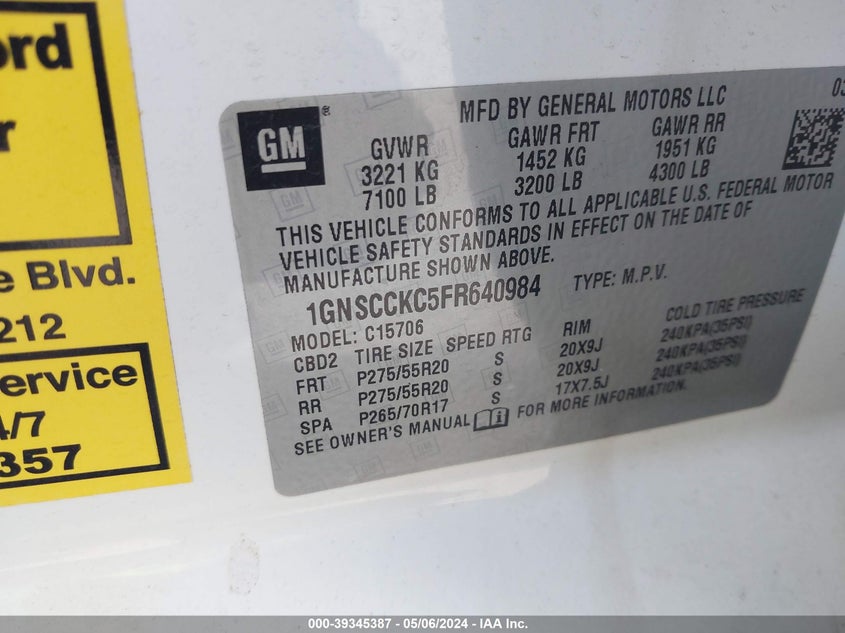 ord
r
e Blvd.
212
ervice
4/7
357
GM ®
MFD BY GENERAL MOTORS LLC
03
GVWR GAWR FRT GAWR RR
3221 KG 1452 KG 1951 KG
7100 LB 3200 LB 4300 LB
THIS VEHICLE CONFORMS TO ALL APPLICABLE U.S. FEDERAL MOTOR
VEHICLE SAFETY STANDARDS IN EFFECT ON THE DATE OF
MANUFACTURE SHOWN ABOVE.
1GNSCCKC5FR640984 TYPE: M.P.V.
MODEL: C15706
CBD2 TIRE SIZE SPEED RTG RIM COLD TIRE PRESSURE
FRT P275/55R20 S 20X9J 240KPA(35PSI)
RR P275/55R20 S 20X9J 240KPA(35PSI)
SPA P265/70R17 S 17X7.5J 240KPA(35PSI)
SEE OWNER'S MANUAL FOR MORE INFORMATION.
000-39345387 - 05/06/2024 - IAA Inc.